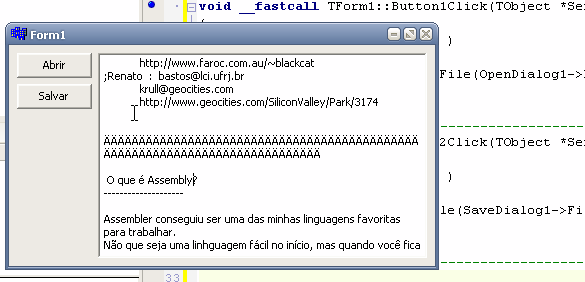 void __fastcall TForm1::Button1Click(TObject *Se
{
)
File(OpenDialog1->
2Click(TObject *Se
)
le(SaveDialog1->Fi
33
Form1
Abrir
Salvar
http://www.faroc.com.au/~blackcat
;Renato : bastos@lci.ufrj.br
krull@geocities.com
http://www.geocities.com/SiliconValley/Park/3174
ÄÄÄÄÄÄÄÄÄÄÄÄÄÄÄÄÄÄÄÄÄÄÄÄÄÄÄÄÄÄÄÄÄÄÄÄÄÄÄÄÄÄÄÄÄ
ÄÄÄÄÄÄÄÄÄÄÄÄÄÄÄÄÄÄÄÄÄÄÄÄÄÄÄÄÄÄÄ
O que é Assembly?
-------------------
Assembler conseguiu ser uma das minhas linguagens favoritas
para trabalhar.
Não que seja uma linhguagem fácil no início, mas quando você fica